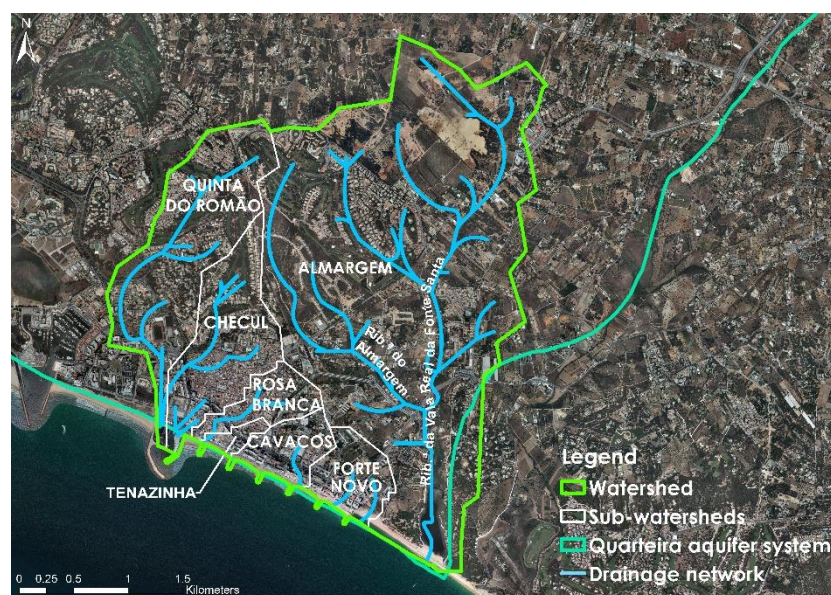 N
QUINTA
DO ROMÃO
ALMARGEM
CHECUL
Rib.ª do
Almargem
Rib.ª da Vala Real da Fonte Santa
ROSA
BRANCA
CAVACOS
TENAZINHA
FORTE
NOVO
Legend
Watershed
Sub-watersheds
Quarteira aquifer system
Drainage network
0 0.25 0.5 1 1.5
Kilometers